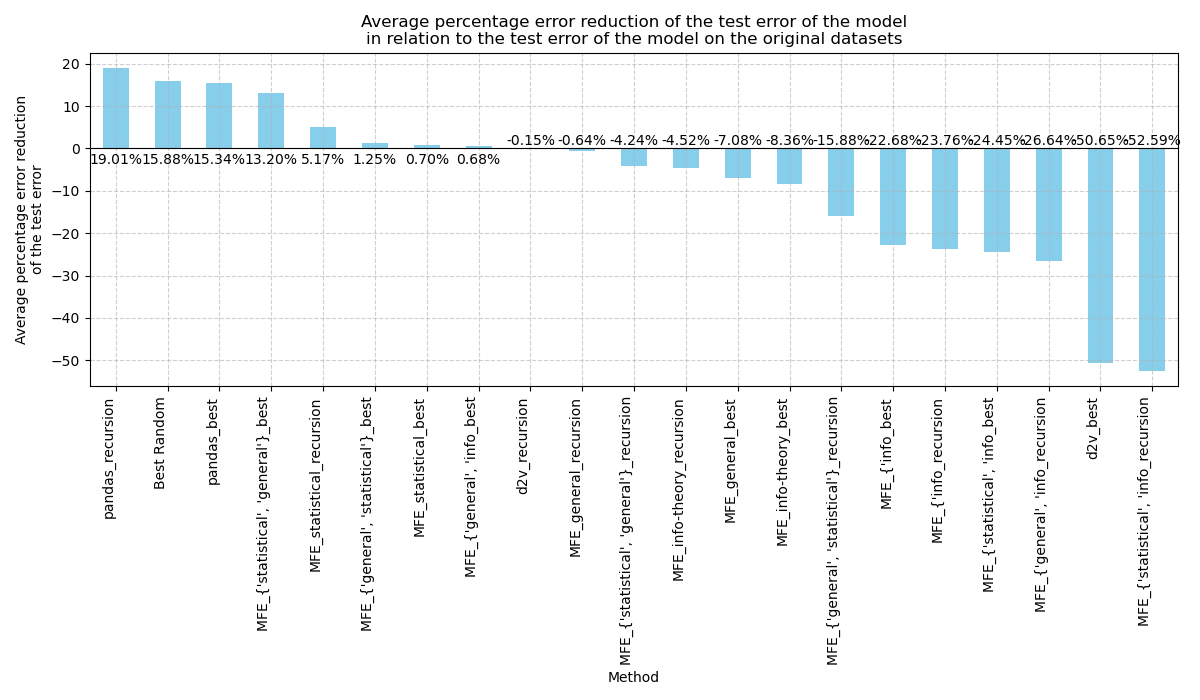 Average percentage error reduction of the test error of the model
in relation to the test error of the model on the original datasets
Average percentage error reduction
of the test error
20
10
0
−10
−20
−30
−40
−50
19.01%
15.88%
15.34%
13.20%
5.17%
1.25%
0.70%
0.68%
-0.15%
-0.64%
-4.24%
-4.52%
-7.08%
-8.36%
-15.88%
-22.68%
-23.76%
-24.45%
-26.64%
-50.65%
-52.59%
pandas_recursion
Best Random
pandas_best
MFE_{'statistical', 'general'}_best
MFE_statistical_recursion
MFE_{'general', 'statistical'}_best
MFE_statistical_best
MFE_{'general', 'info_best
d2v_recursion
MFE_general_recursion
MFE_{'statistical', 'general'}_recursion
MFE_info-theory_recursion
MFE_general_best
MFE_info-theory_best
MFE_{'general', 'statistical'}_recursion
MFE_{'info_best
MFE_{'info_recursion
MFE_{'statistical', 'info_best
MFE_{'general', 'info_recursion
d2v_best
MFE_{'statistical', 'info_recursion
Method